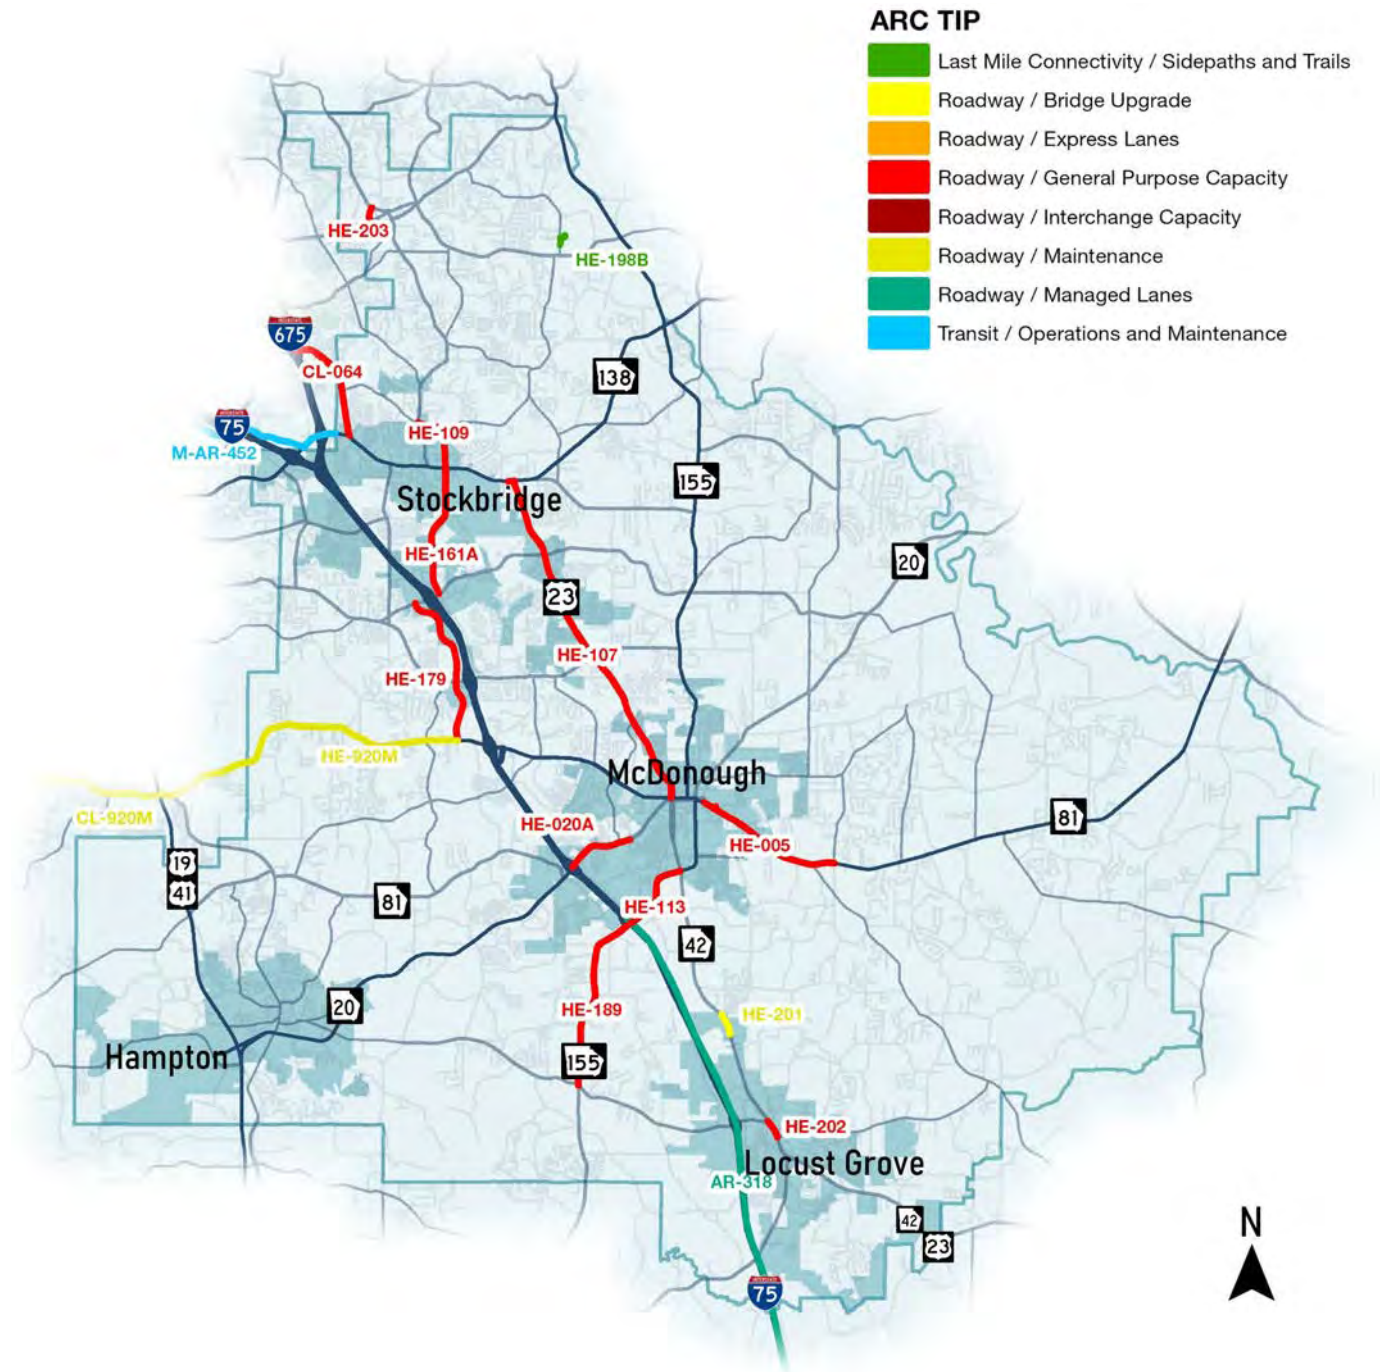 ARC TIP
Last Mile Connectivity / Sidepaths and Trails
Roadway / Bridge Upgrade
Roadway / Express Lanes
Roadway / General Purpose Capacity
Roadway / Interchange Capacity
Roadway / Maintenance
Roadway / Managed Lanes
Transit / Operations and Maintenance
HE-203
HE-198B
675
CL-064
138
75
HE-109
M-AR-452
155
Stockbridge
HE-161A
20
23
HE-107
HE-179
HE-920M
McDonough
CL-920M
HE-020A
81
HE-005
19
41
81
HE-113
42
20
HE-189
HE-201
Hampton
155
HE-202
Locust Grove
AR-318
42
23
N
75